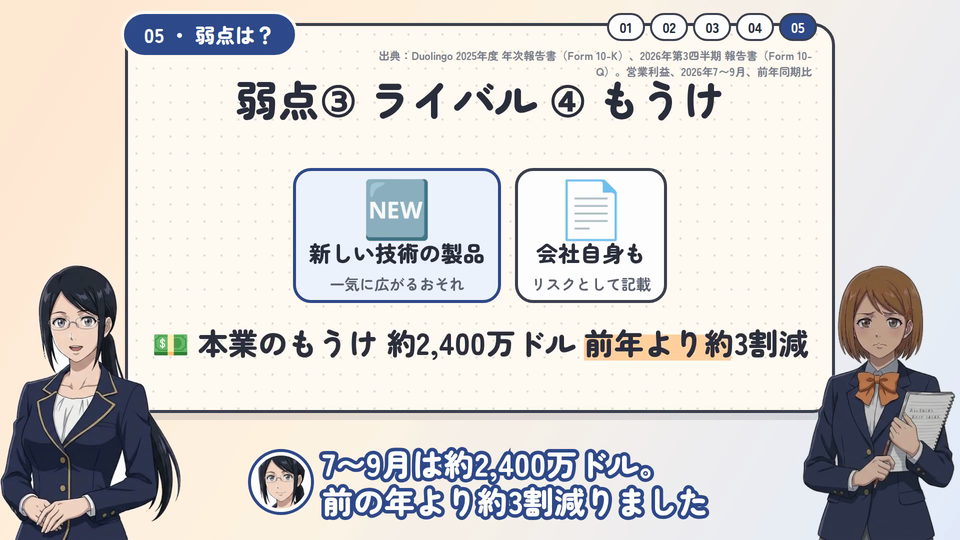 05 ・ 弱点は？
01 02 03 04 05
出典：Duolingo 2025年度 年次報告書（Form 10-K）、2026年第3四半期 報告書（Form 10-
Q）。営業利益、2026年7〜9月、前年同期比
弱点③ ライバル ④ もうけ
NEW
新しい技術の製品
一気に広がるおそれ
会社自身も
リスクとして記載
本業のもうけ 約2,400万ドル 前年より約3割減
7〜9月は約2,400万ドル。
前の年より約3割減りました